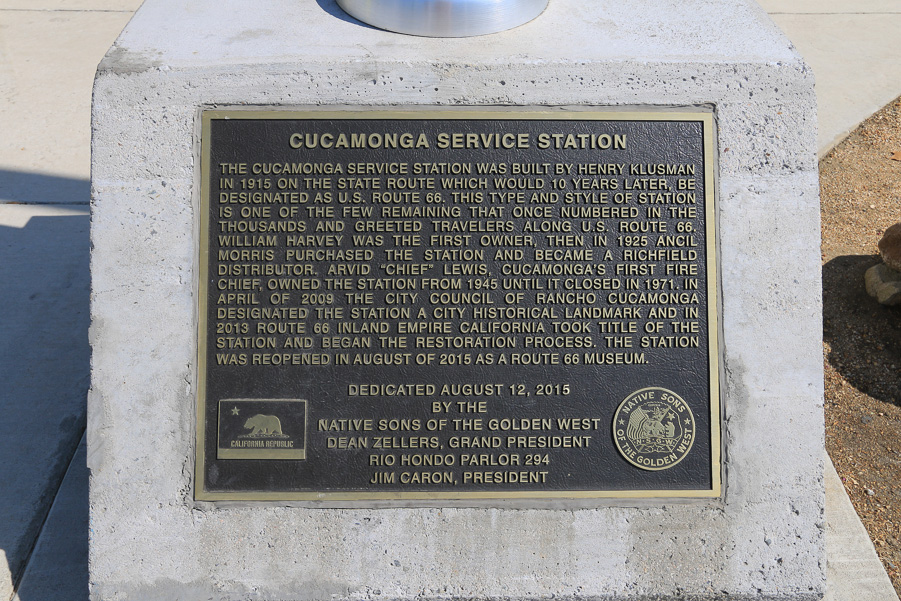 CUCAMONGA SERVICE STATION
THE CUCAMONGA SERVICE STATION WAS BUILT BY HENRY KLUSMAN
IN 1915 ON THE STATE ROUTE WHICH WOULD 10 YEARS LATER, BE
DESIGNATED AS U.S. ROUTE 66. THIS TYPE AND STYLE OF STATION
IS ONE OF THE FEW REMAINING THAT ONCE NUMBERED IN THE
THOUSANDS AND GREETED TRAVELERS ALONG U.S. ROUTE 66.
WILLIAM HARVEY WAS THE FIRST OWNER, THEN IN 1925 ANCIL
MORRIS PURCHASED THE STATION AND BECAME A RICHFIELD
DISTRIBUTOR. ARVID "CHIEF" LEWIS, CUCAMONGA'S FIRST FIRE
CHIEF, OWNED THE STATION FROM 1945 UNTIL IT CLOSED IN 1971. IN
APRIL OF 2009 THE CITY COUNCIL OF RANCHO CUCAMONGA
DESIGNATED THE STATION A CITY HISTORICAL LANDMARK AND IN
2013 ROUTE 66 INLAND EMPIRE CALIFORNIA TOOK TITLE OF THE
STATION AND BEGAN THE RESTORATION PROCESS. THE STATION
WAS REOPENED IN AUGUST OF 2015 AS A ROUTE 66 MUSEUM.
DEDICATED AUGUST 12, 2015
BY THE
NATIVE SONS OF THE GOLDEN WEST
DEAN ZELLERS, GRAND PRESIDENT
RIO HONDO PARLOR 294
JIM CARON, PRESIDENT
CALIFORNIA REPUBLIC
NATIVE SONS
OF THE GOLDEN WEST